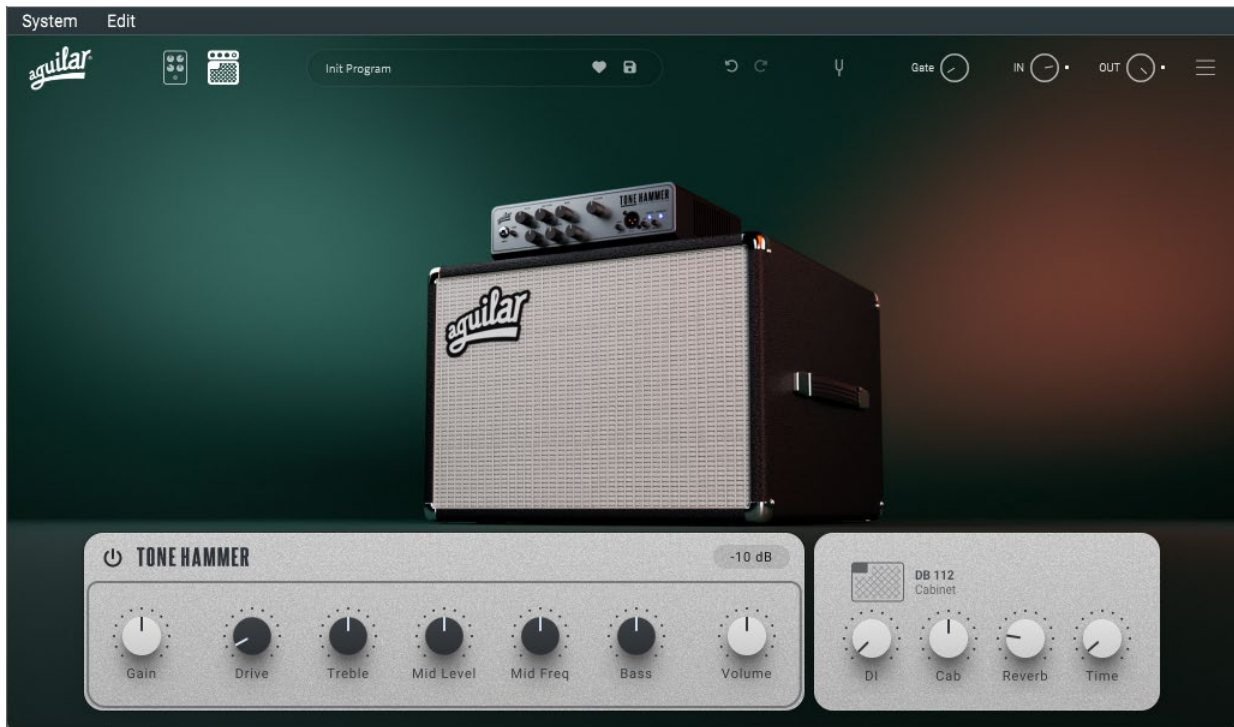 System Edit
aguilar
Init Program
Gate
IN
OUT
TONE HAMMER
aguilar
TONE HAMMER
-10 dB
Gain
Drive
Treble
Mid Level
Mid Freq
Bass
Volume
DB 112
Cabinet
DI
Cab
Reverb
Time